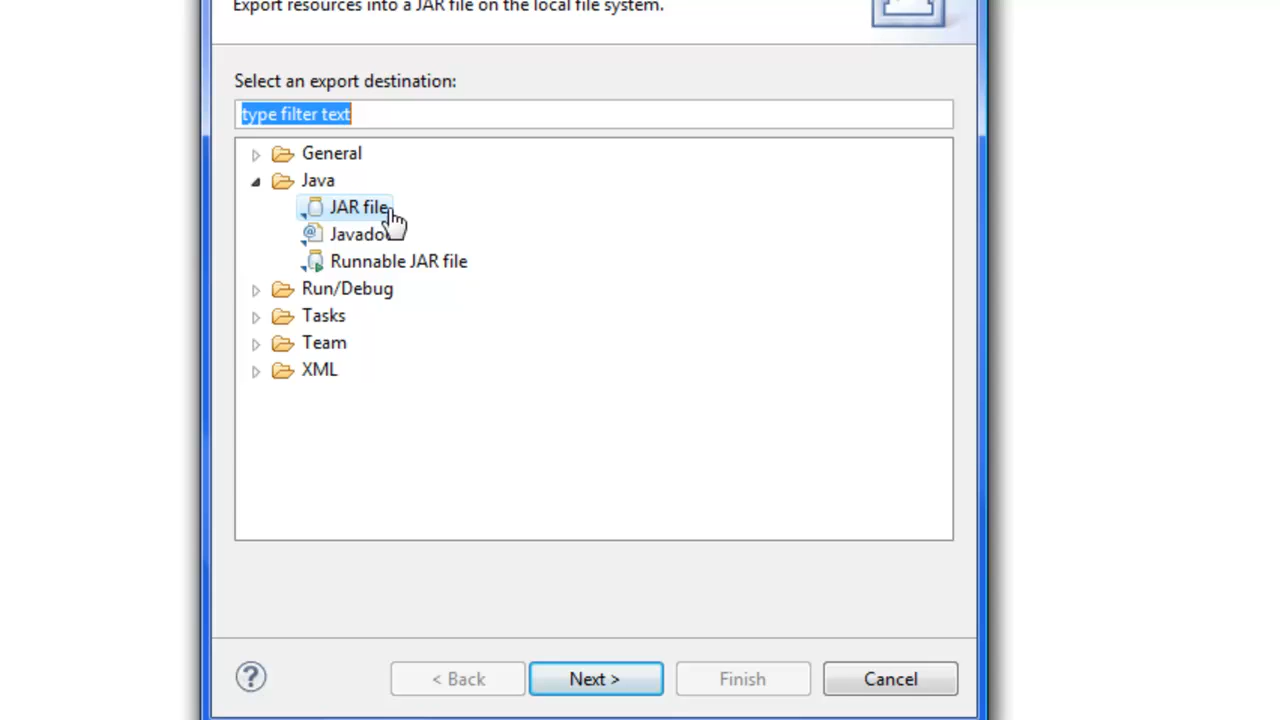 Export resources into a JAR file on the local file system.
Select an export destination:
type filter text
General
Java
JAR file
Javadoc
Runnable JAR file
Run/Debug
Tasks
Team
XML
? < Back Next > Finish Cancel